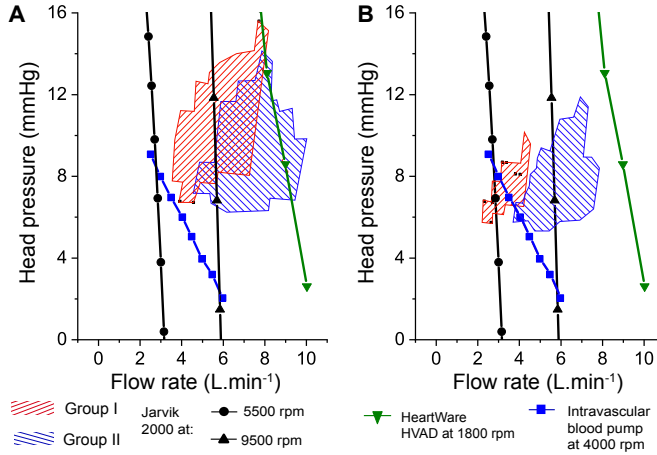 A
B
16
12
8
4
0
Head pressure (mmHg)
0 2 4 6 8 10
Flow rate (L.min⁻¹)
16
12
8
4
0
Head pressure (mmHg)
0 2 4 6 8 10
Flow rate (L.min⁻¹)
Group I
Group II
Jarvik
2000 at:
5500 rpm
9500 rpm
HeartWare
HVAD at 1800 rpm
Intravascular
blood pump
at 4000 rpm